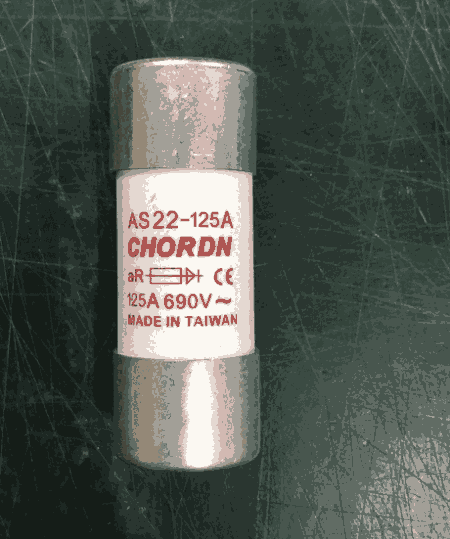 AS22-125A
CHORDN
aR CE
125A 690V~
MADE IN TAIWAN